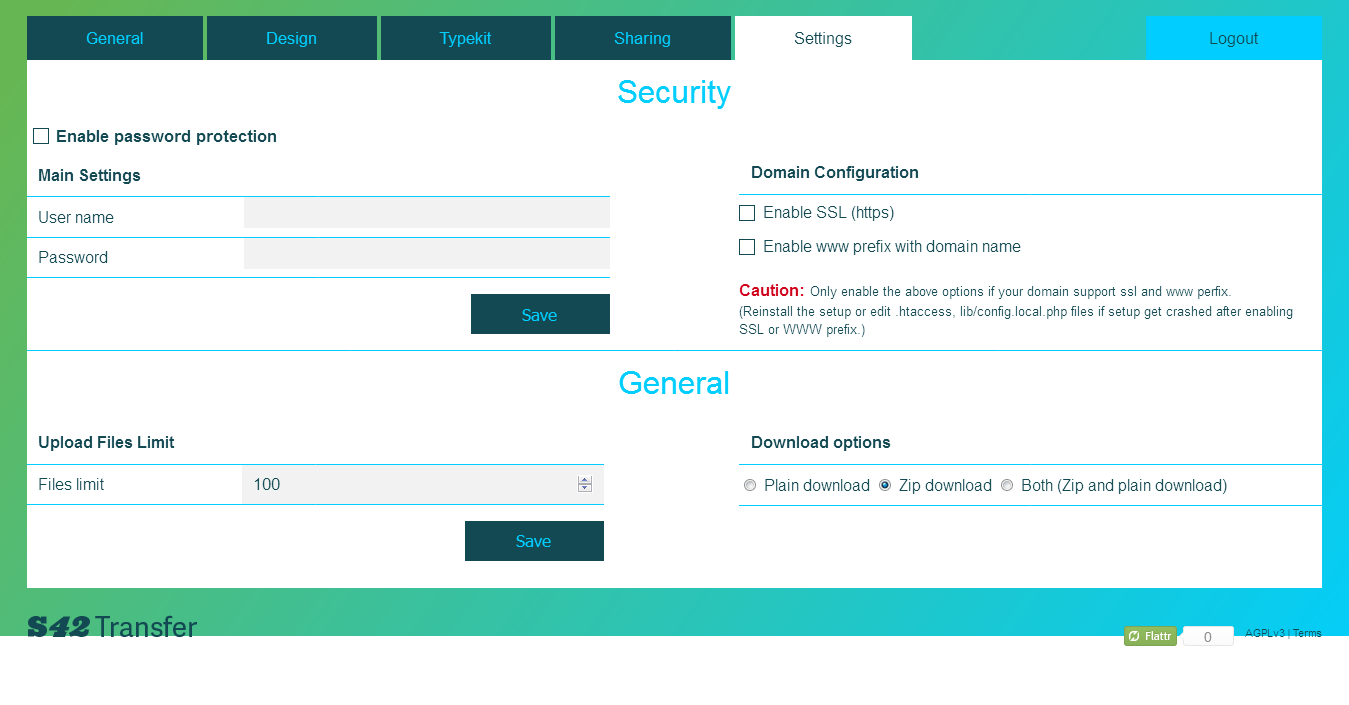 General Design Typekit Sharing Settings Logout
Security
Enable password protection
Main Settings
User name
Password
Save
Domain Configuration
Enable SSL (https)
Enable www prefix with domain name
Caution: Only enable the above options if your domain support ssl and www perfix.
(Reinstall the setup or edit .htaccess, lib/config.local.php files if setup get crashed after enabling
SSL or WWW prefix.)
General
Upload Files Limit
Files limit 100
Save
Download options
Plain download Zip download Both (Zip and plain download)
S42 Transfer
Flattr 0 AGPLv3 | Terms